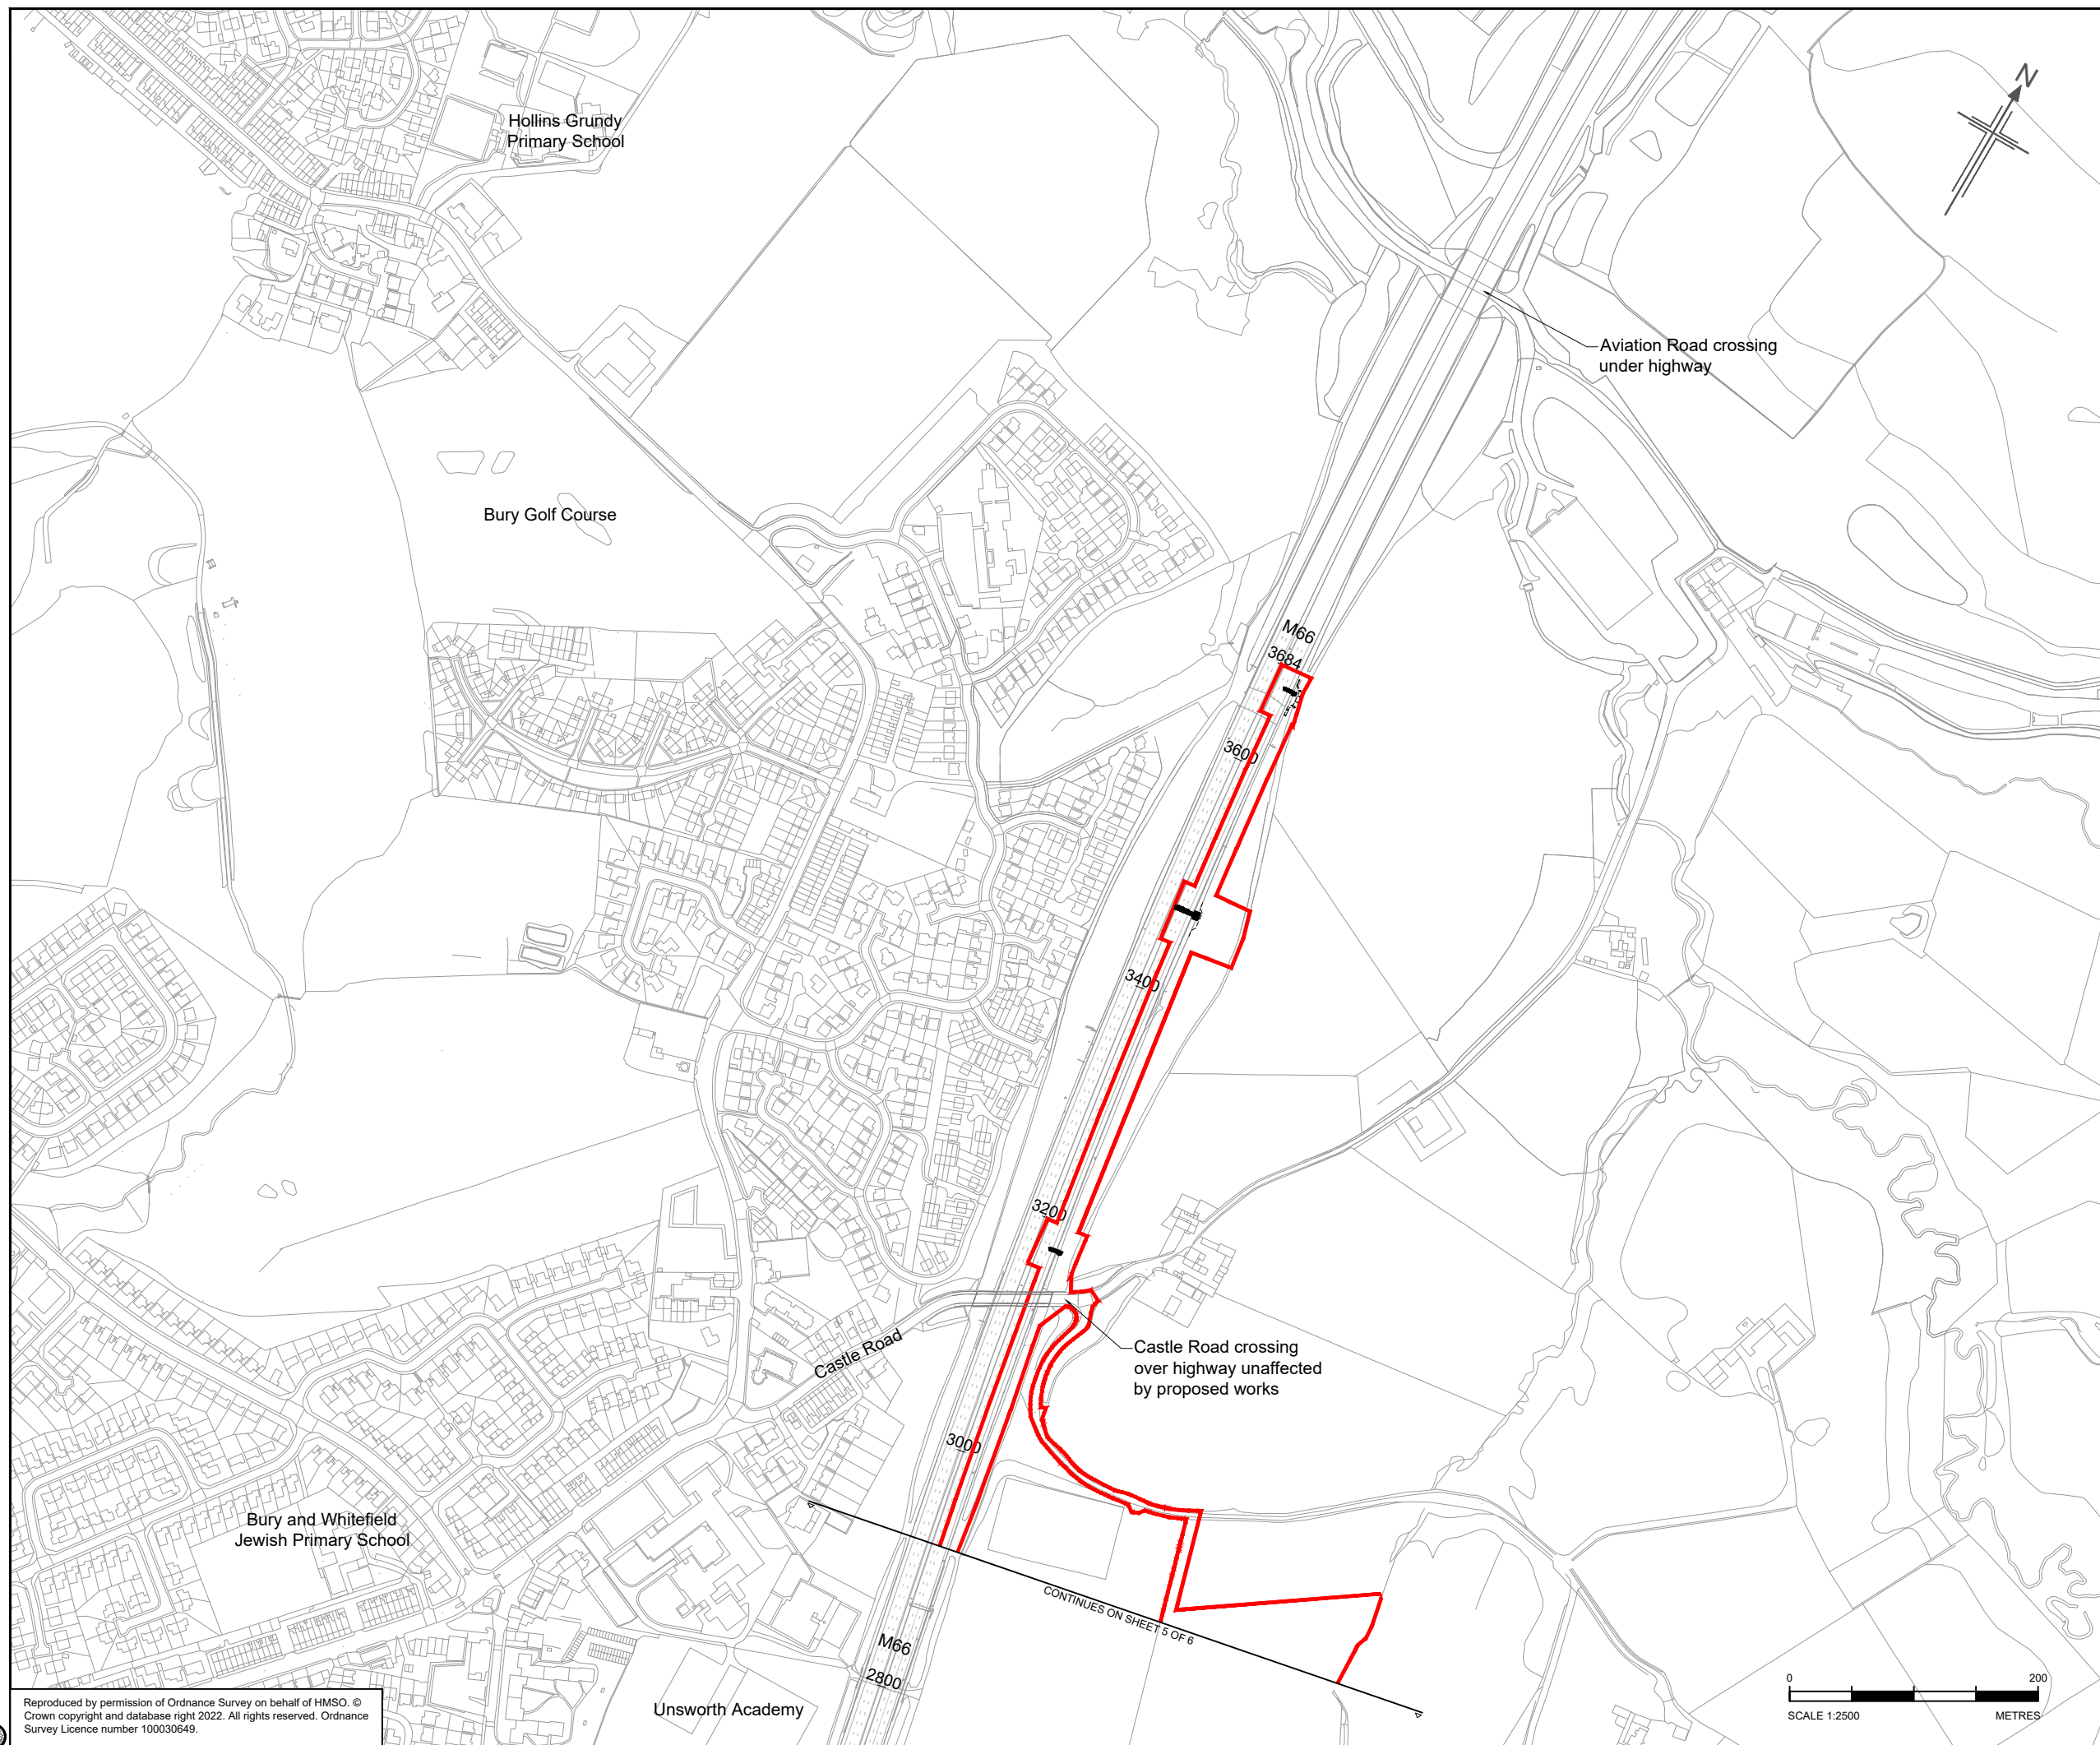 Hollins Grundy
Primary School
N
Aviation Road crossing
under highway
Bury Golf Course
M66
3684
3600
3400
3200
Castle Road
Castle Road crossing
over highway unaffected
by proposed works
3000
Bury and Whitefield
Jewish Primary School
CONTINUES ON SHEET 5 OF 6
M66
2800
Unsworth Academy
0 200
SCALE 1:2500 METRES
Reproduced by permission of Ordnance Survey on behalf of HMSO. ©
Crown copyright and database right 2022. All rights reserved. Ordnance
Survey Licence number 100030649.